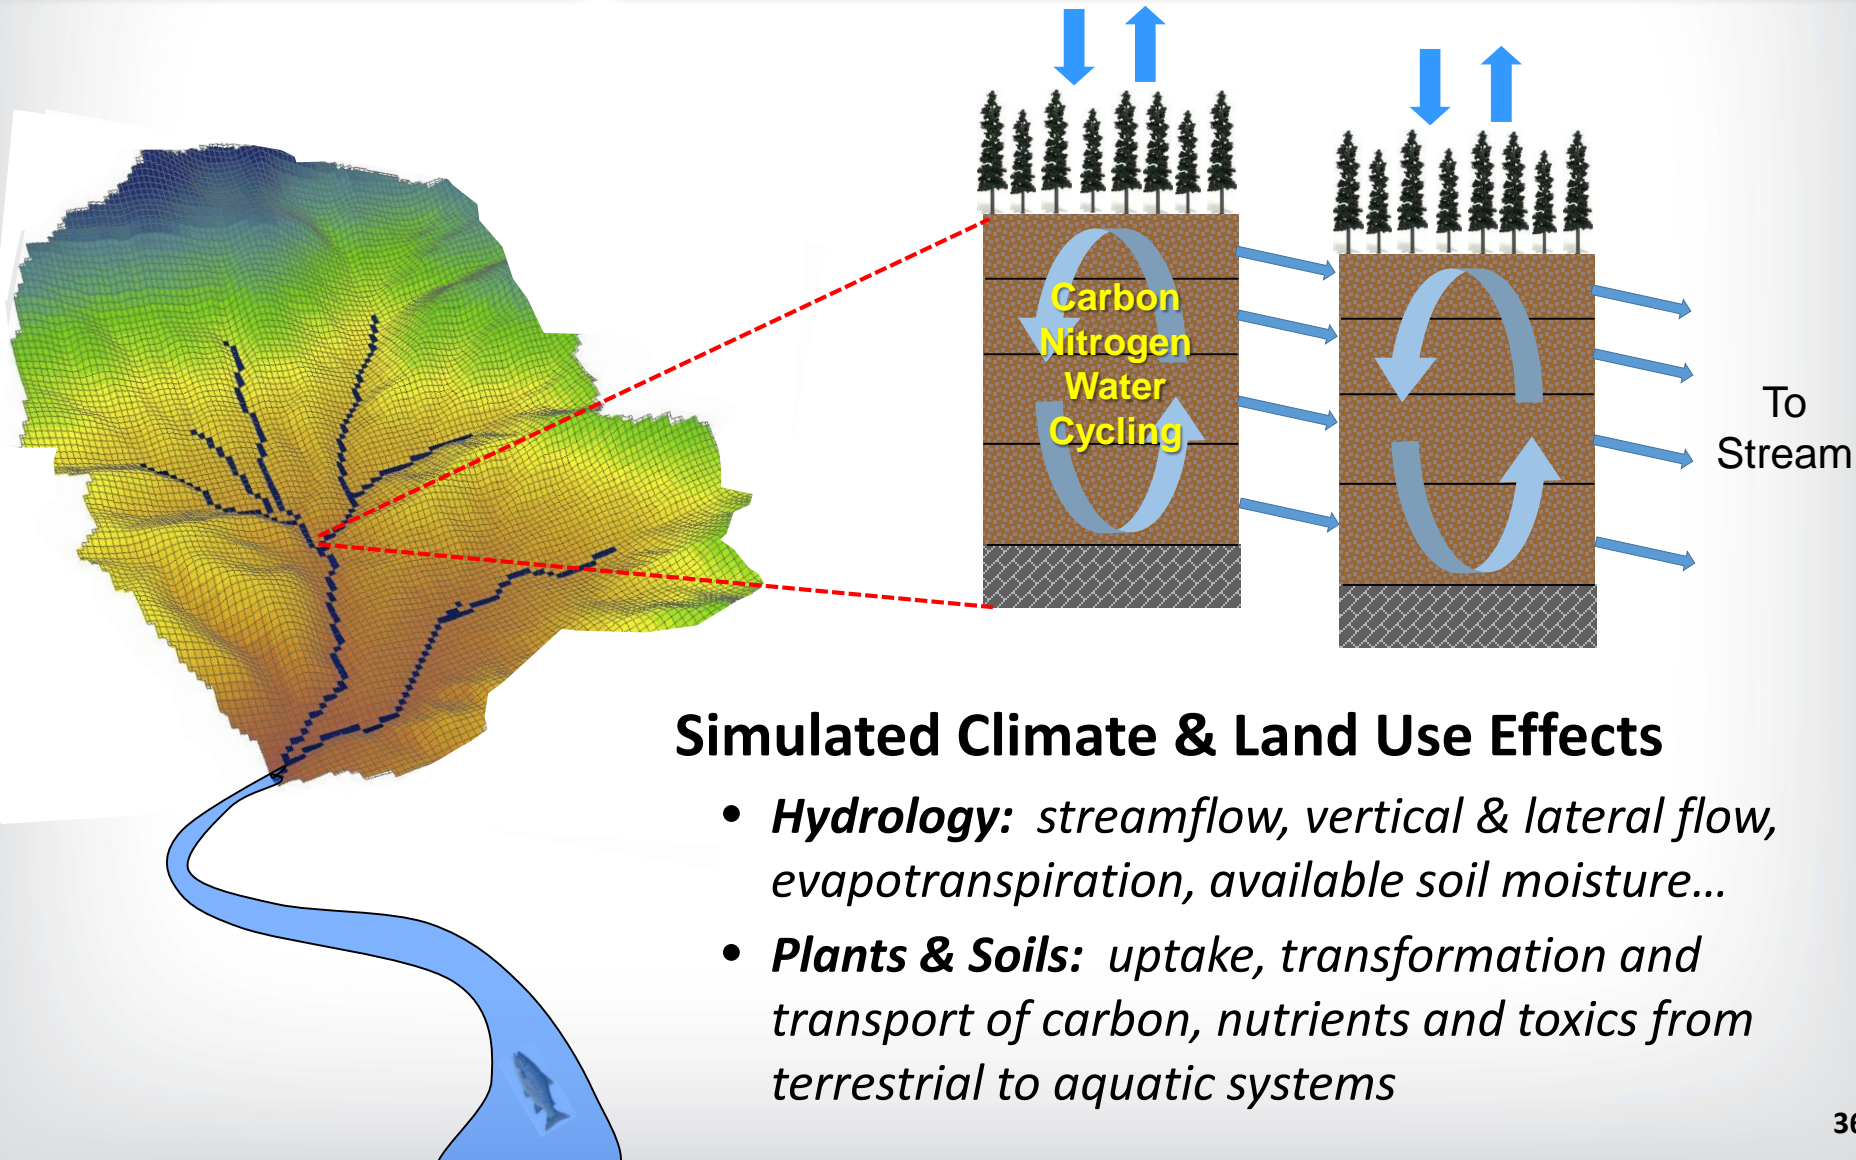 Carbon
Nitrogen
Water
Cycling
To
Stream
Simulated Climate & Land Use Effects
• Hydrology: streamflow, vertical & lateral flow,
evapotranspiration, available soil moisture…
• Plants & Soils: uptake, transformation and
transport of carbon, nutrients and toxics from
terrestrial to aquatic systems
36